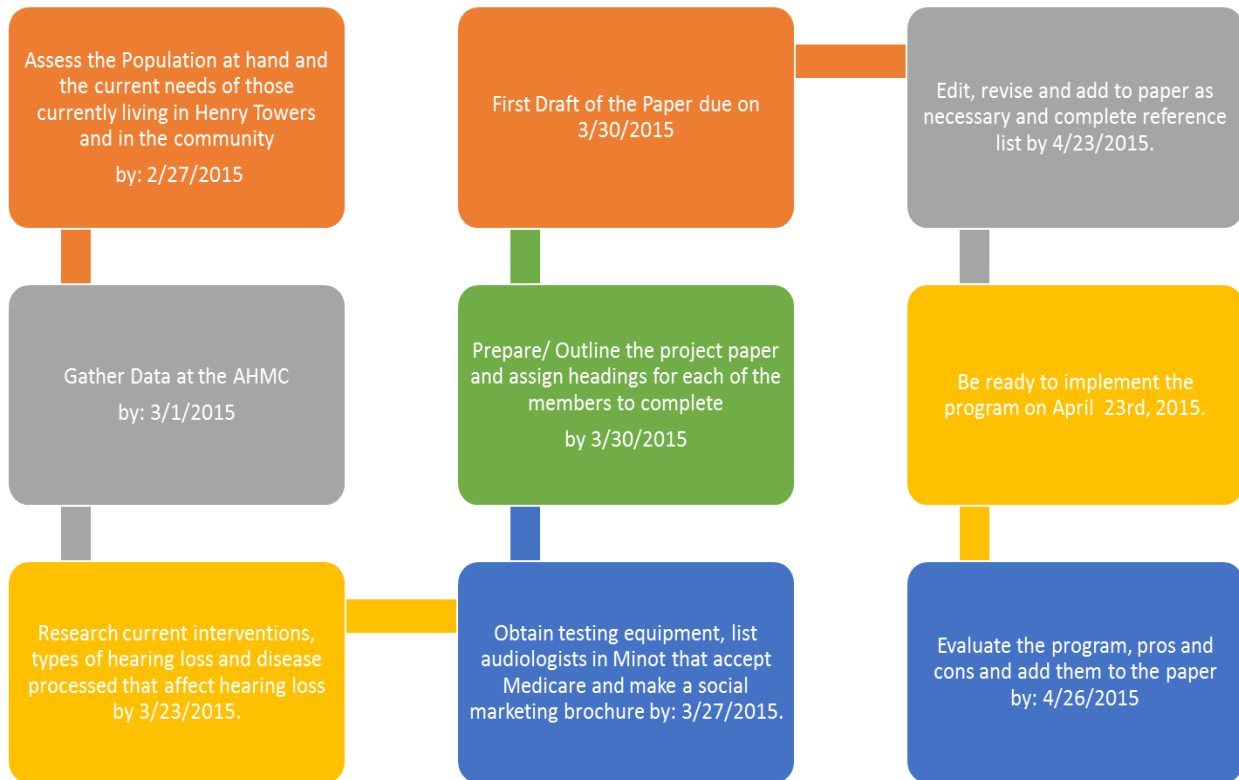 Assess the Population at hand and
the current needs of those
currently living in Henry Towers
and in the community
by: 2/27/2015
Gather Data at the AHMC
by: 3/1/2015
Research current interventions,
types of hearing loss and disease
processed that affect hearing loss
by 3/23/2015.
Obtain testing equipment, list
audiologists in Minot that accept
Medicare and make a social
marketing brochure by: 3/27/2015.
Prepare/ Outline the project paper
and assign headings for each of the
members to complete
by 3/30/2015
First Draft of the Paper due on
3/30/2015
Edit, revise and add to paper as
necessary and complete reference
list by 4/23/2015.
Be ready to implement the
program on April 23rd, 2015.
Evaluate the program, pros and
cons and add them to the paper
by: 4/26/2015